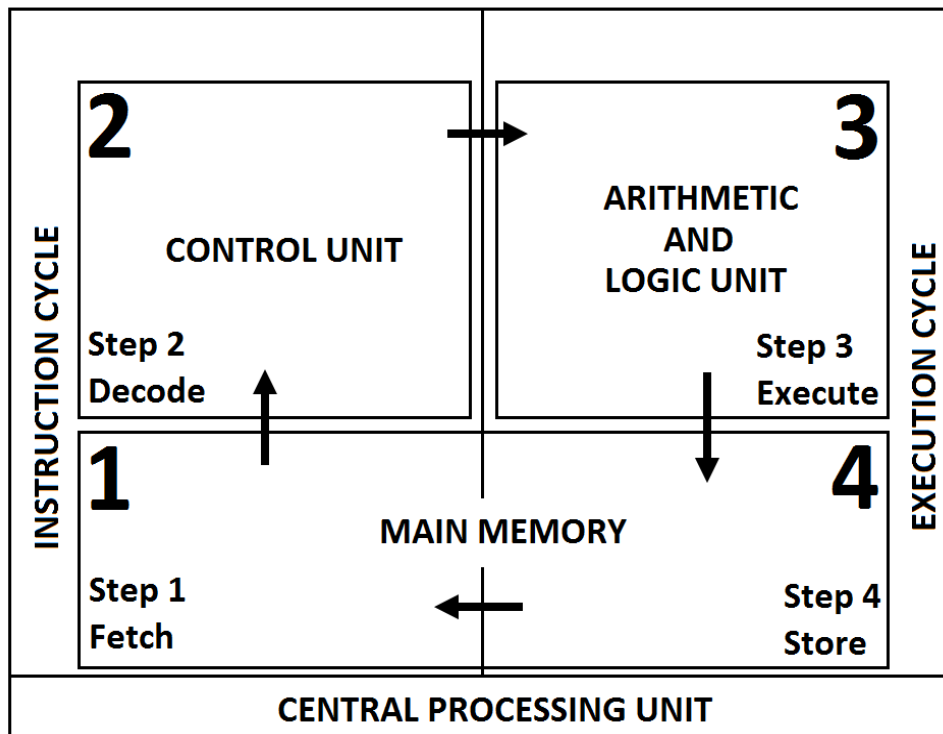 INSTRUCTION CYCLE
2
CONTROL UNIT
Step 2
Decode
3
ARITHMETIC
AND
LOGIC UNIT
Step 3
Execute
EXECUTION CYCLE
1
MAIN MEMORY
4
Step 1
Fetch
Step 4
Store
CENTRAL PROCESSING UNIT